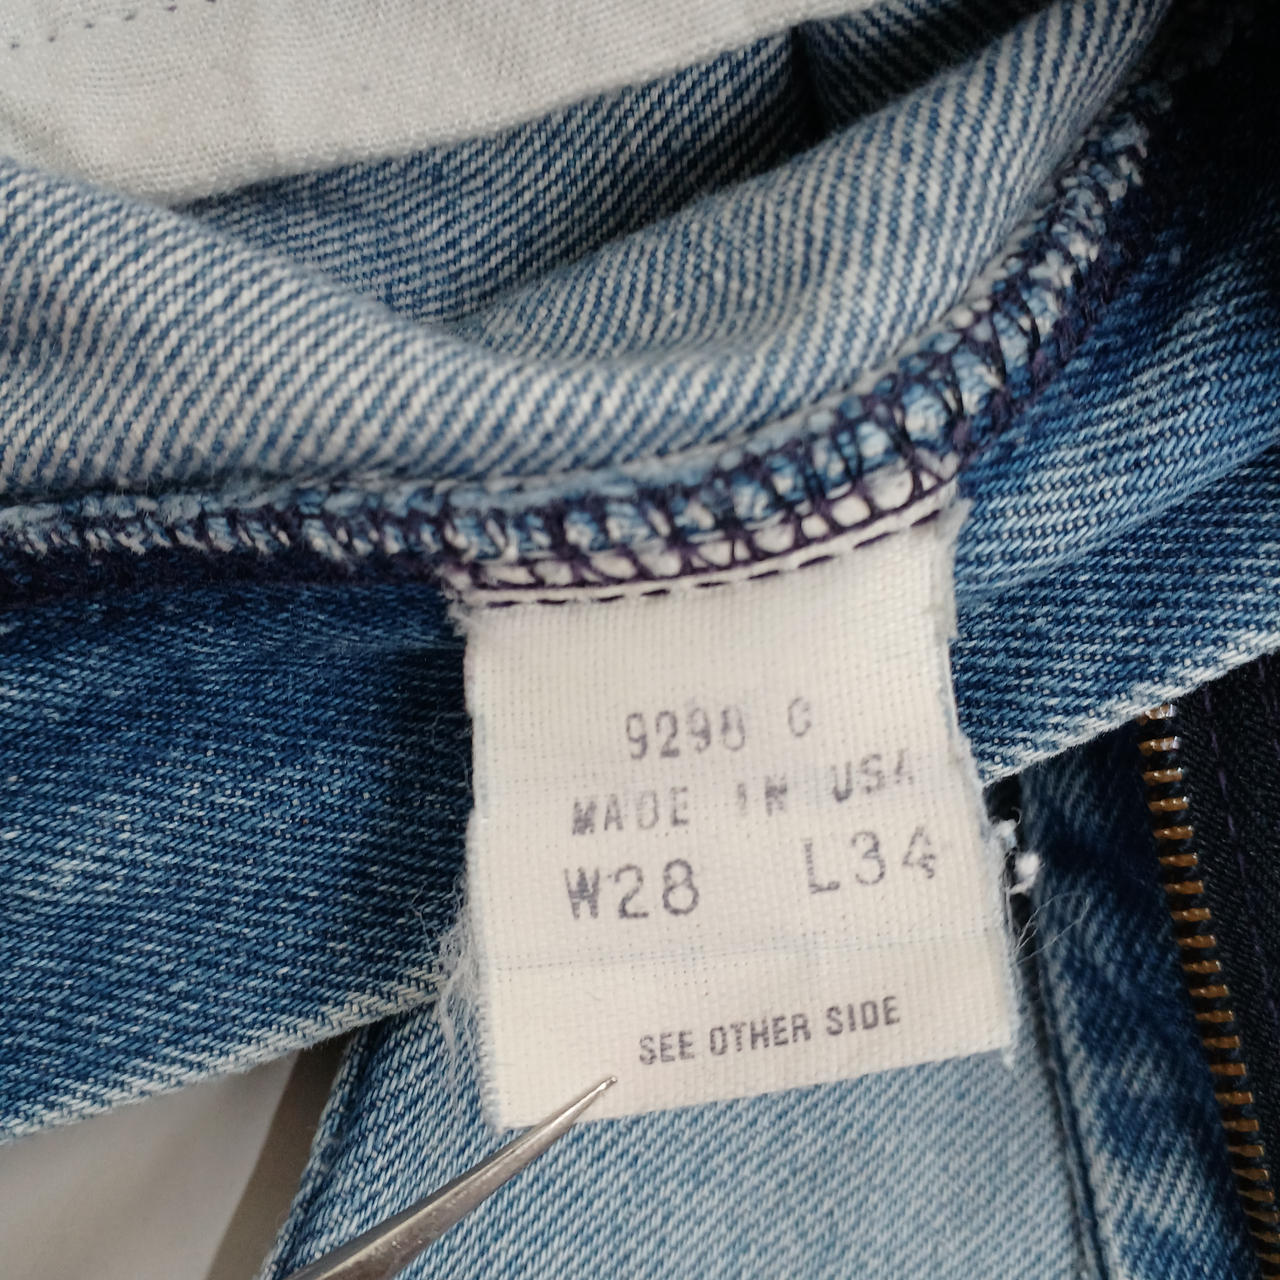 9298 C
MADE IN USA
W28 L34
SEE OTHER SIDE